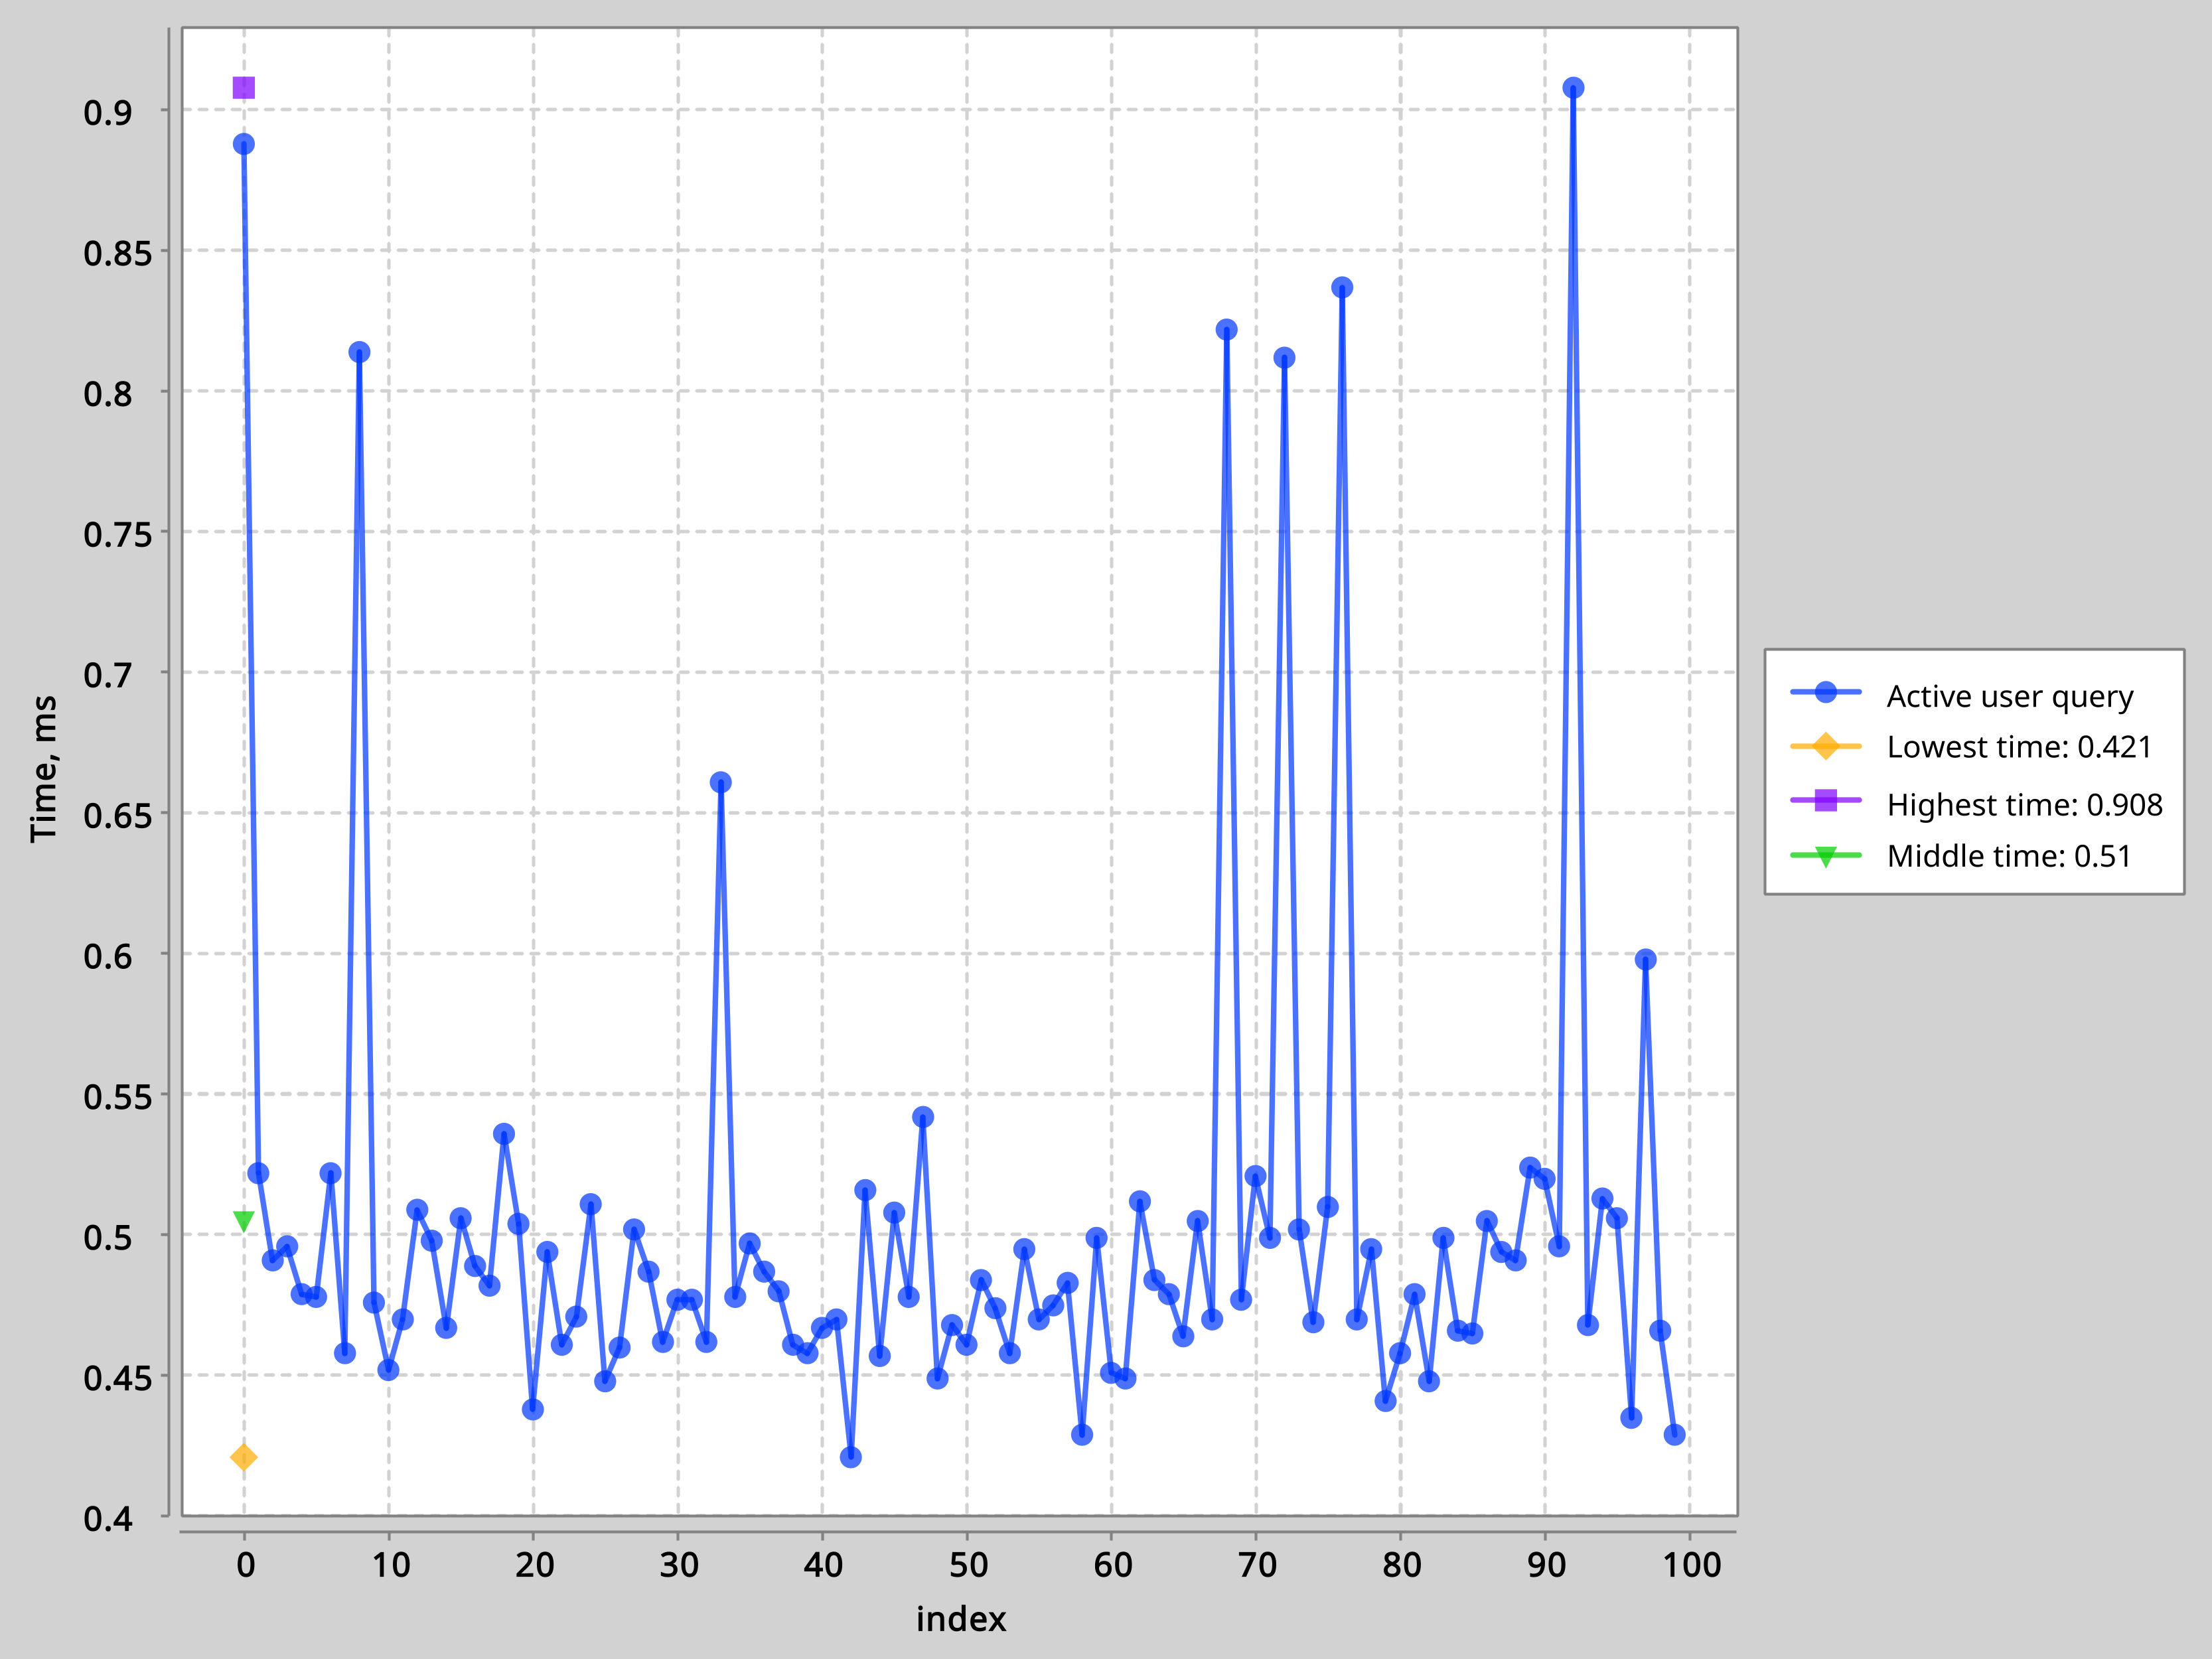 0.9
0.85
0.8
0.75
0.7
0.65
0.6
0.55
0.5
0.45
0.4
Time, ms
0 10 20 30 40 50 60 70 80 90 100
index
Active user query
Lowest time: 0.421
Highest time: 0.908
Middle time: 0.51